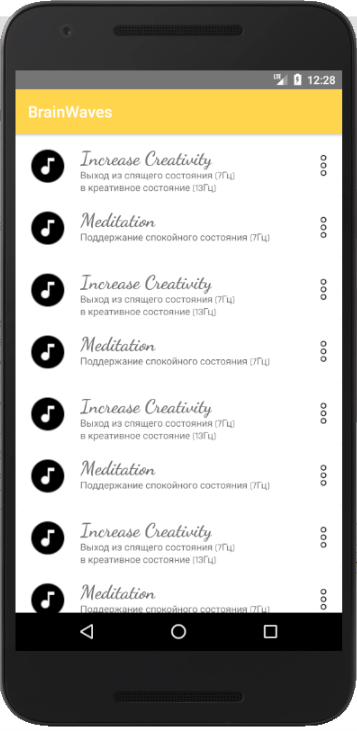 LTE 12:28
BrainWaves
Increase Creativity
Выход из спящего состояния (7Гц)
в креативное состояние (13Гц)
Meditation
Поддержание спокойного состояния (7Гц)
Increase Creativity
Выход из спящего состояния (7Гц)
в креативное состояние (13Гц)
Meditation
Поддержание спокойного состояния (7Гц)
Increase Creativity
Выход из спящего состояния (7Гц)
в креативное состояние (13Гц)
Meditation
Поддержание спокойного состояния (7Гц)
Increase Creativity
Выход из спящего состояния (7Гц)
в креативное состояние (13Гц)
Meditation
Поддержание спокойного состояния (7Гц)